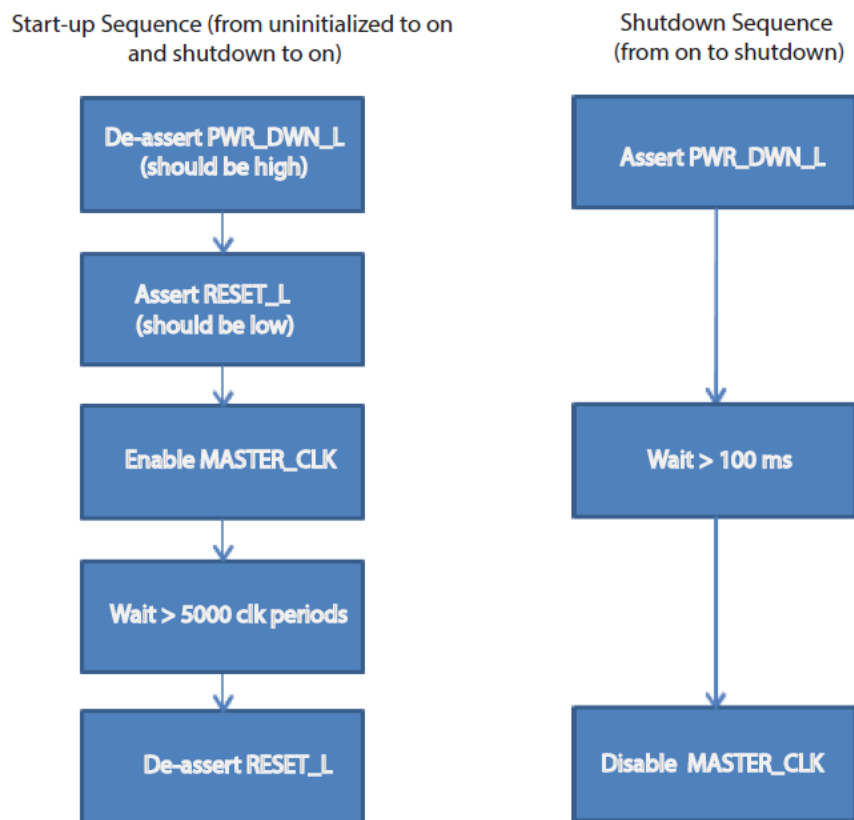 Start-up Sequence (from uninitialized to on
and shutdown to on)
De-assert PWR_DWN_L
(should be high)
Assert RESET_L
(should be low)
Enable MASTER_CLK
Wait > 5000 clk periods
De-assert RESET_L
Shutdown Sequence
(from on to shutdown)
Assert PWR_DWN_L
Wait > 100 ms
Disable MASTER_CLK